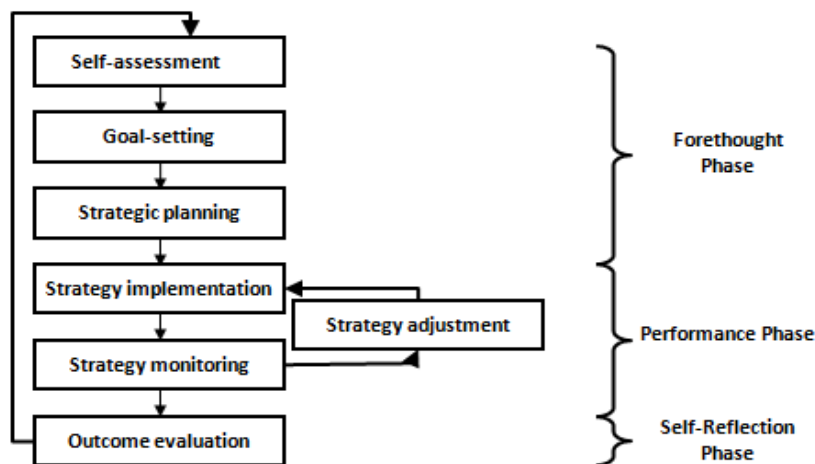 Self-assessment
Goal-setting
Strategic planning
Strategy implementation
Strategy adjustment
Strategy monitoring
Outcome evaluation
Forethought
Phase
Performance Phase
Self-Reflection
Phase